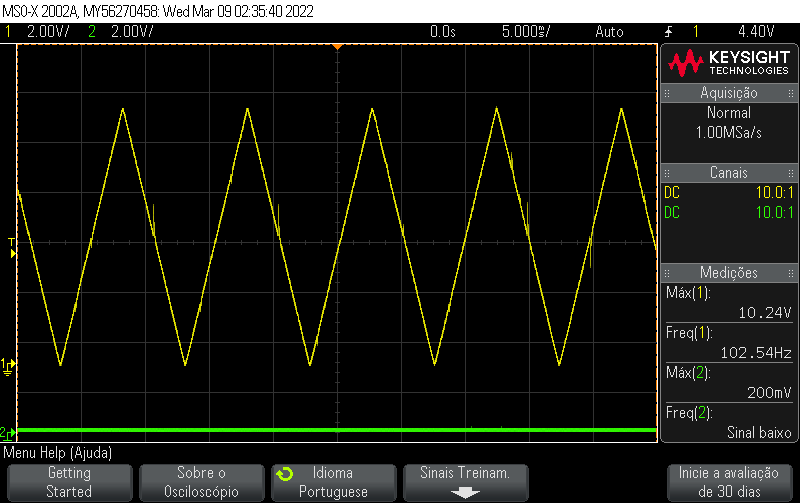 MSO-X 2002A, MY56270458: Wed Mar 09 02:35:40 2022
1 2.00V/ 2 2.00V/ 0.0s 5.000s/ Auto 1 4.40V
KEYSIGHT
TECHNOLOGIES
Aquisição
Normal
1.00MSa/s
Canais
DC 10.0:1
DC 10.0:1
Medições
Máx(1):
10.24V
Freq(1):
102.54Hz
Máx(2):
200mV
Freq(2):
Sinal baixo
T
1
2
Menu Help (Ajuda)
Getting
Started
Sobre o
Osciloscópio
Idioma
Portuguese
Sinais Treinam.
Inicie a avaliação
de 30 dias